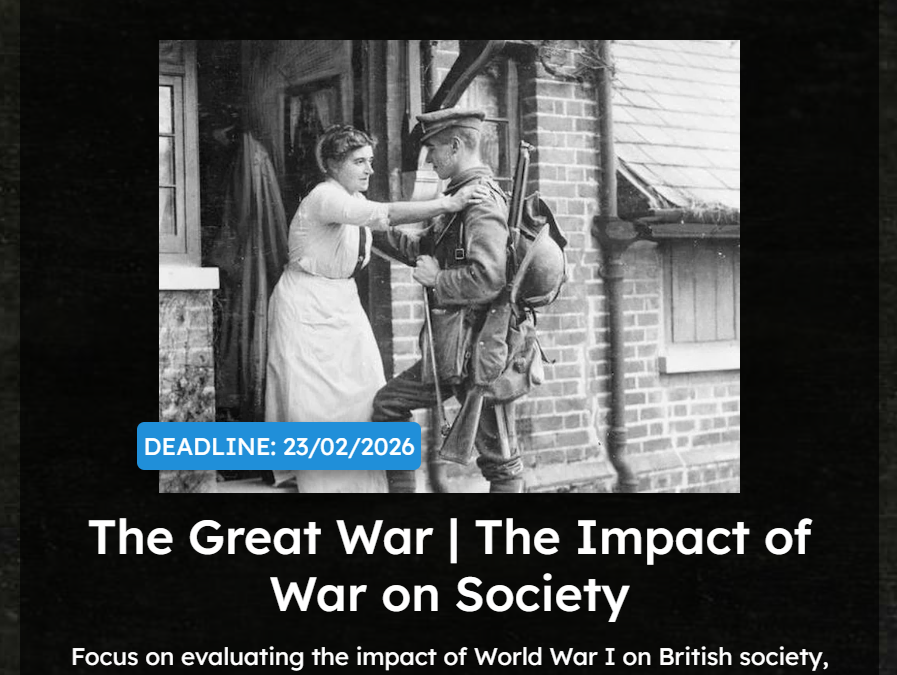 DEADLINE: 23/02/2026
The Great War | The Impact of
War on Society
Focus on evaluating the impact of World War I on British society,